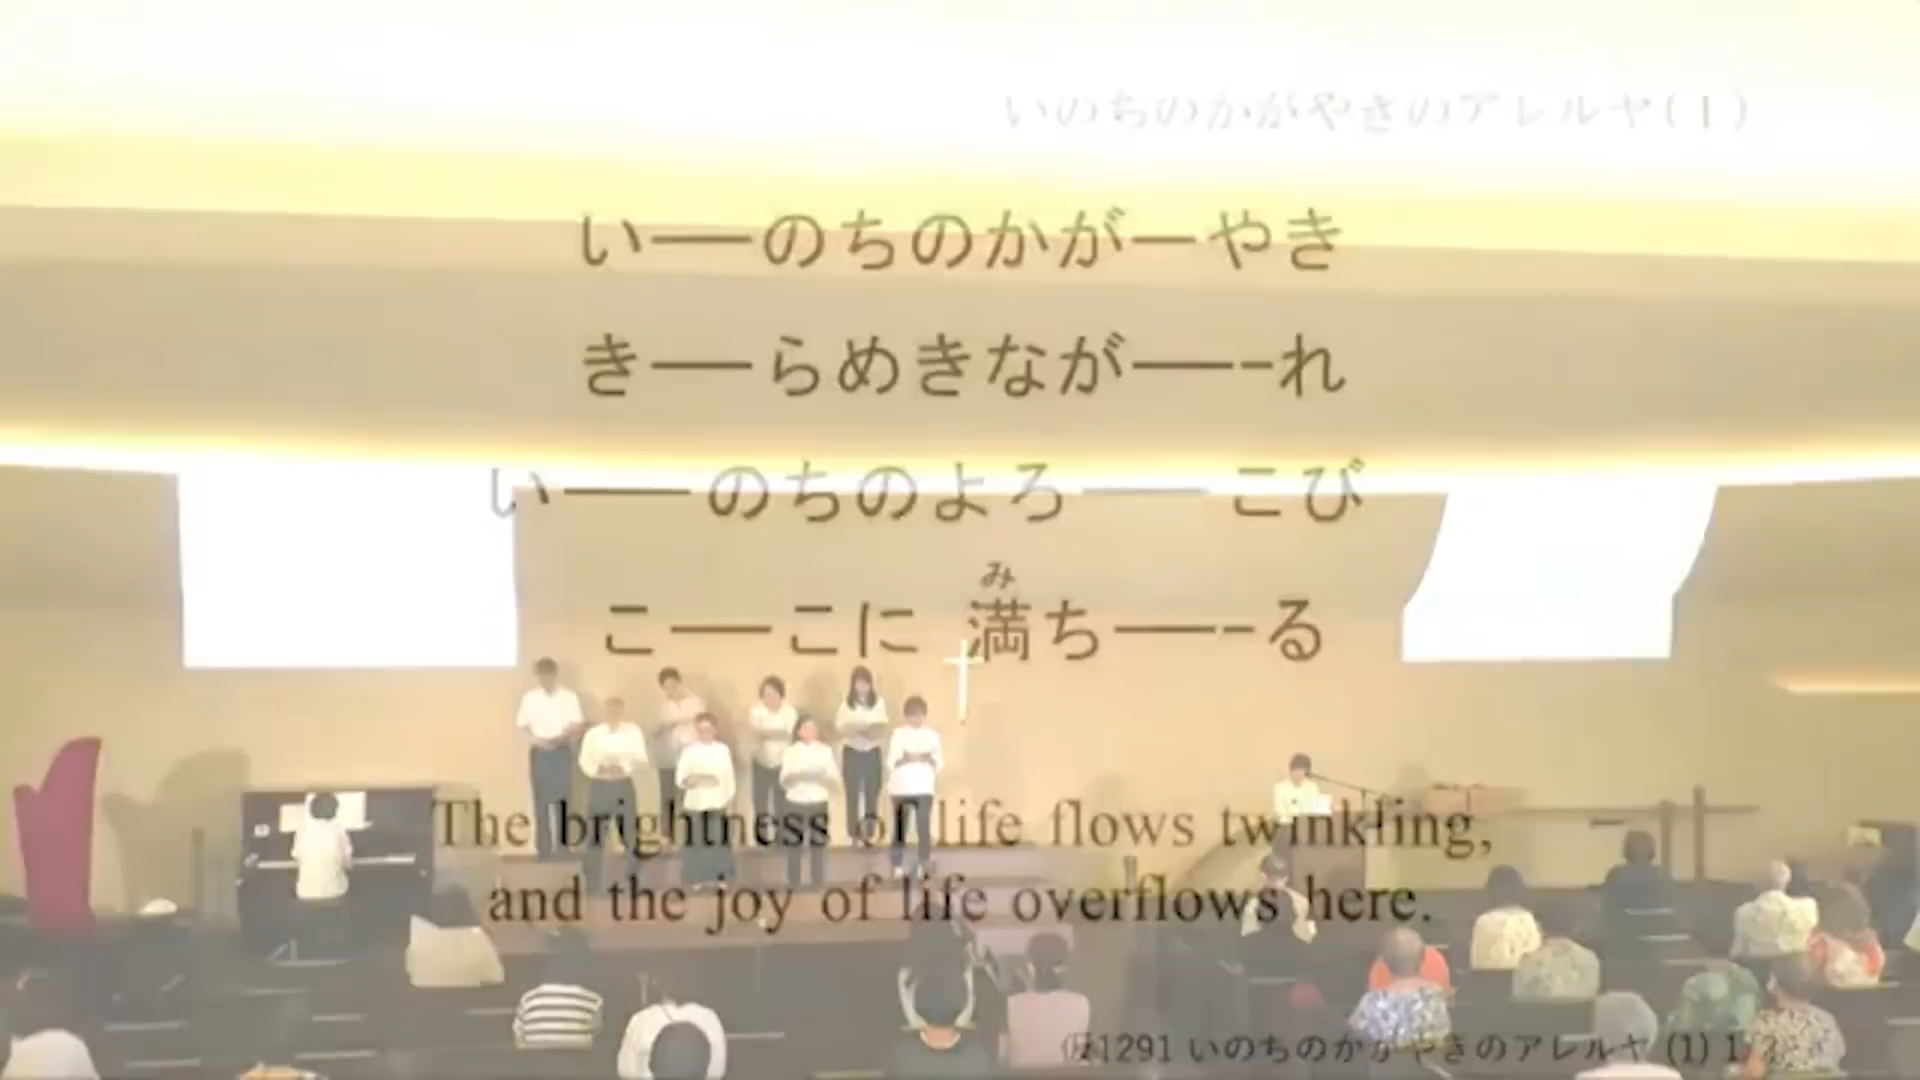 いのちのかがやきのアレルヤ(1)
い──のちのかが─やき
き──らめきなが──-れ
い──のちのよろ── こび
み
こ──こに 満ち──-る
The brightness of life flows twinkling,
and the joy of life overflows here.
1291 いのちのかがやきのアレルヤ (1) 1/2